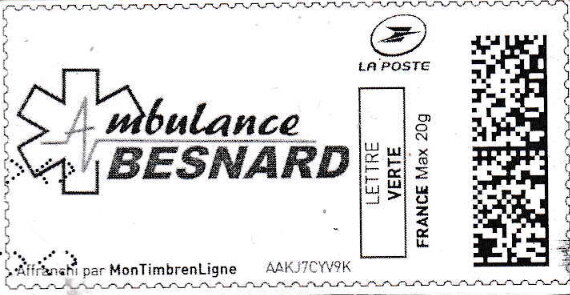 Ambulance
BESNARD
LA POSTE
LETTRE
VERTE
FRANCE Max 20g
Affranchi par MonTimbrenLigne
AAKJ7CYV9K